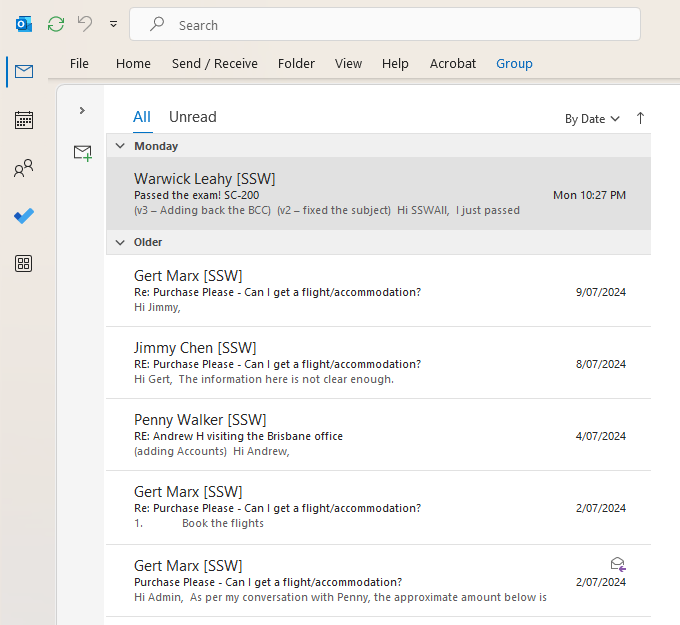 Search
File Home Send / Receive Folder View Help Acrobat Group
All Unread By Date
Monday
Warwick Leahy [SSW]
Passed the exam! SC-200 Mon 10:27 PM
(v3 – Adding back the BCC) (v2 – fixed the subject) Hi SSWAll, I just passed
Older
Gert Marx [SSW]
Re: Purchase Please - Can I get a flight/accommodation? 9/07/2024
Hi Jimmy,
Jimmy Chen [SSW]
RE: Purchase Please - Can I get a flight/accommodation? 8/07/2024
Hi Gert, The information here is not clear enough.
Penny Walker [SSW]
RE: Andrew H visiting the Brisbane office 4/07/2024
(adding Accounts) Hi Andrew,
Gert Marx [SSW]
Re: Purchase Please - Can I get a flight/accommodation? 2/07/2024
1. Book the flights
Gert Marx [SSW]
Purchase Please - Can I get a flight/accommodation? 2/07/2024
Hi Admin, As per my conversation with Penny, the approximate amount below is